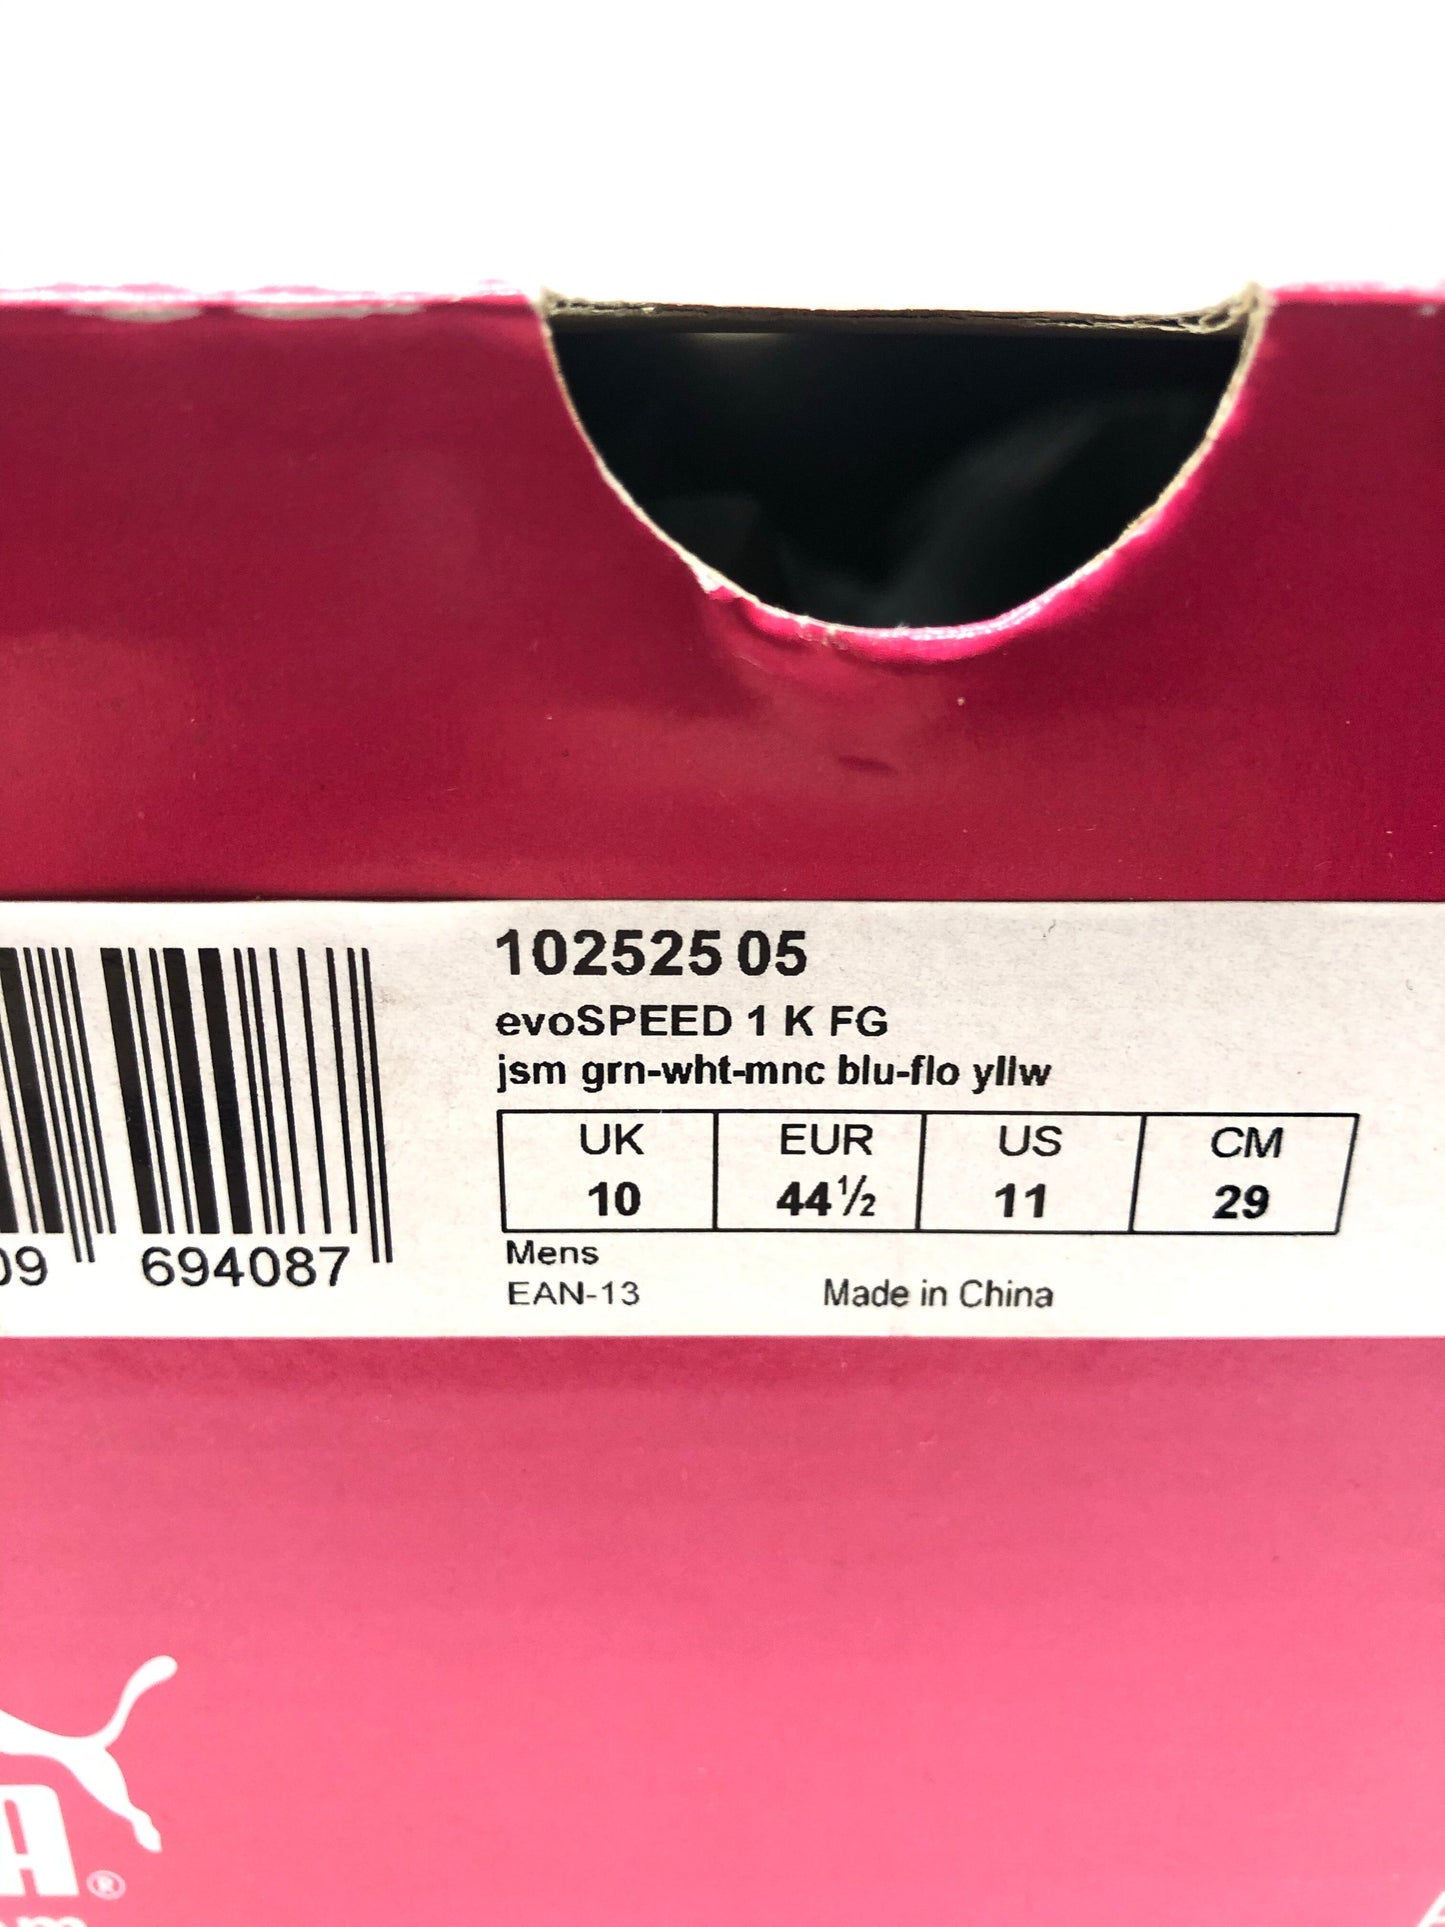 102525 05
evoSPEED 1 K FG
jsm grn-wht-mnc blu-flo yllw
UK EUR US CM
10 44½ 11 29
Mens
EAN-13 Made in China
09 694087
A®